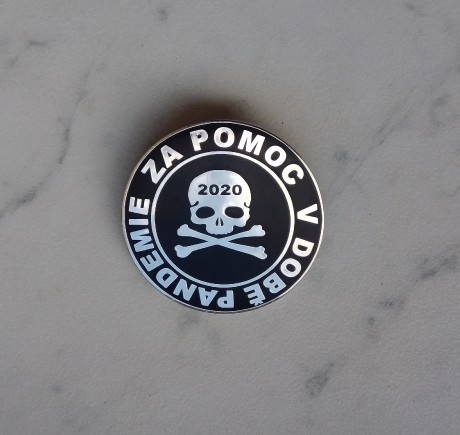 ZA POMOC V DOBĚ PANDEMIE
2020